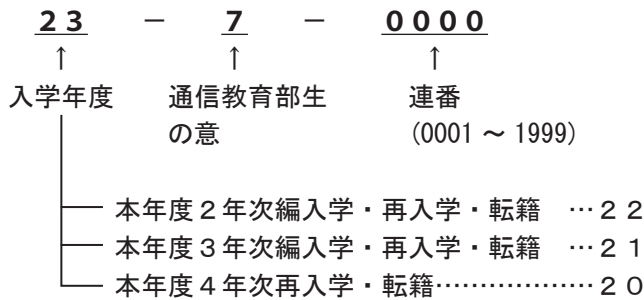 23 － 7 － 0000
↑ ↑ ↑
入学年度 通信教育部生 連番
の意 (0001 ～ 1999)
本年度２年次編入学・再入学・転籍 …２２
本年度３年次編入学・再入学・転籍 …２１
本年度４年次再入学・転籍………………２０